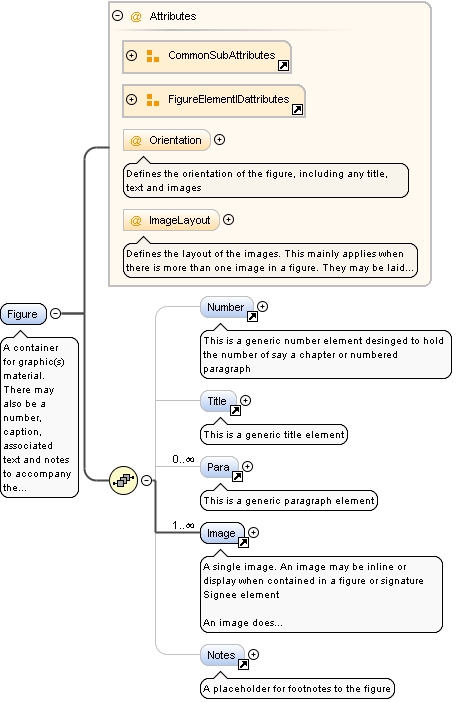 @ Attributes
CommonSubAttributes
FigureElementIDattributes
@ Orientation
Defines the orientation of the figure, including any title,
text and images
@ ImageLayout
Defines the layout of the images. This mainly applies when
there is more than one image in a figure. They may be laid...
Figure
A container
for graphic(s)
material.
There may
also be a
number,
caption,
associated
text and notes
to accompany
the...
Number
This is a generic number element desinged to hold
the number of say a chapter or numbered
paragraph
Title
This is a generic title element
0..∞
Para
This is a generic paragraph element
1..∞
Image
A single image. An image may be inline or
display when contained in a figure or signature
Signee element
An image does...
Notes
A placeholder for footnotes to the figure